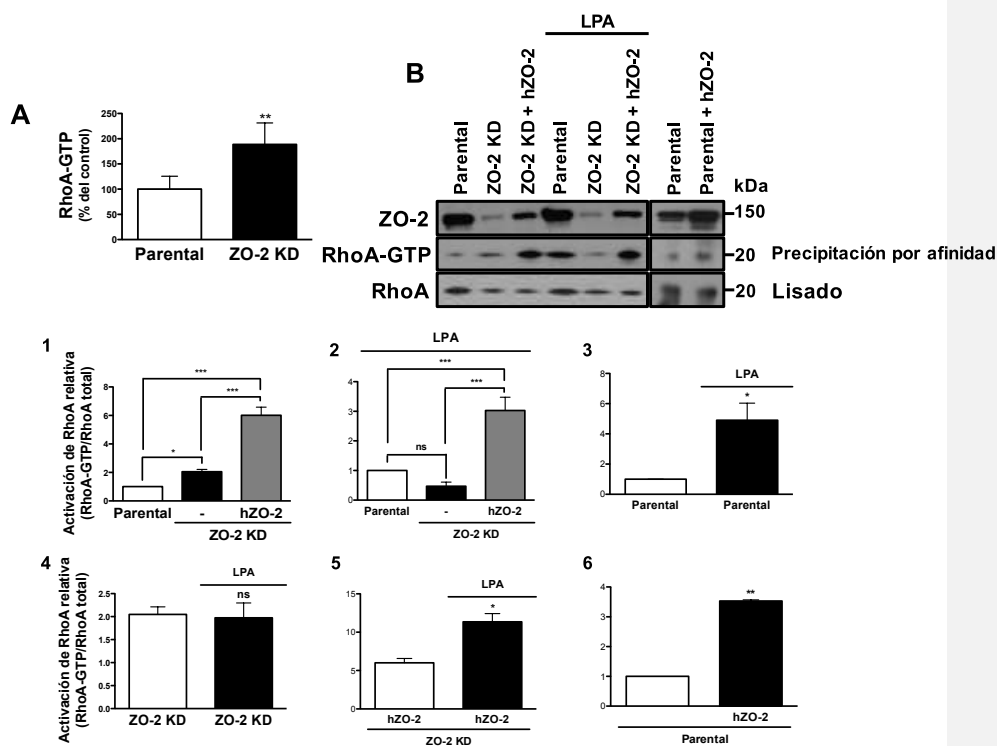 LPA
B
Parental
ZO-2 KD
ZO-2 KD + hZO-2
Parental
ZO-2 KD
ZO-2 KD + hZO-2
Parental
Parental + hZO-2
kDa
ZO-2
150
RhoA-GTP
20
Precipitación por afinidad
RhoA
20
Lisado
A
RhoA-GTP
(% del control)
250
200
150
100
50
0
**
Parental
ZO-2 KD
1
Activación de RhoA relativa
(RhoA-GTP/RhoA total)
8
6
4
2
0
***
***
*
Parental
-
hZO-2
ZO-2 KD
2
LPA
4
3
2
1
0
***
***
ns
Parental
-
hZO-2
ZO-2 KD
3
8
6
4
2
0
LPA
*
Parental
Parental
4
Activación de RhoA relativa
(RhoA-GTP/RhoA total)
2.5
2.0
1.5
1.0
0.5
0.0
LPA
ns
ZO-2 KD
ZO-2 KD
5
15
10
5
0
LPA
*
hZO-2
hZO-2
ZO-2 KD
6
4
3
2
1
0
**
hZO-2
Parental